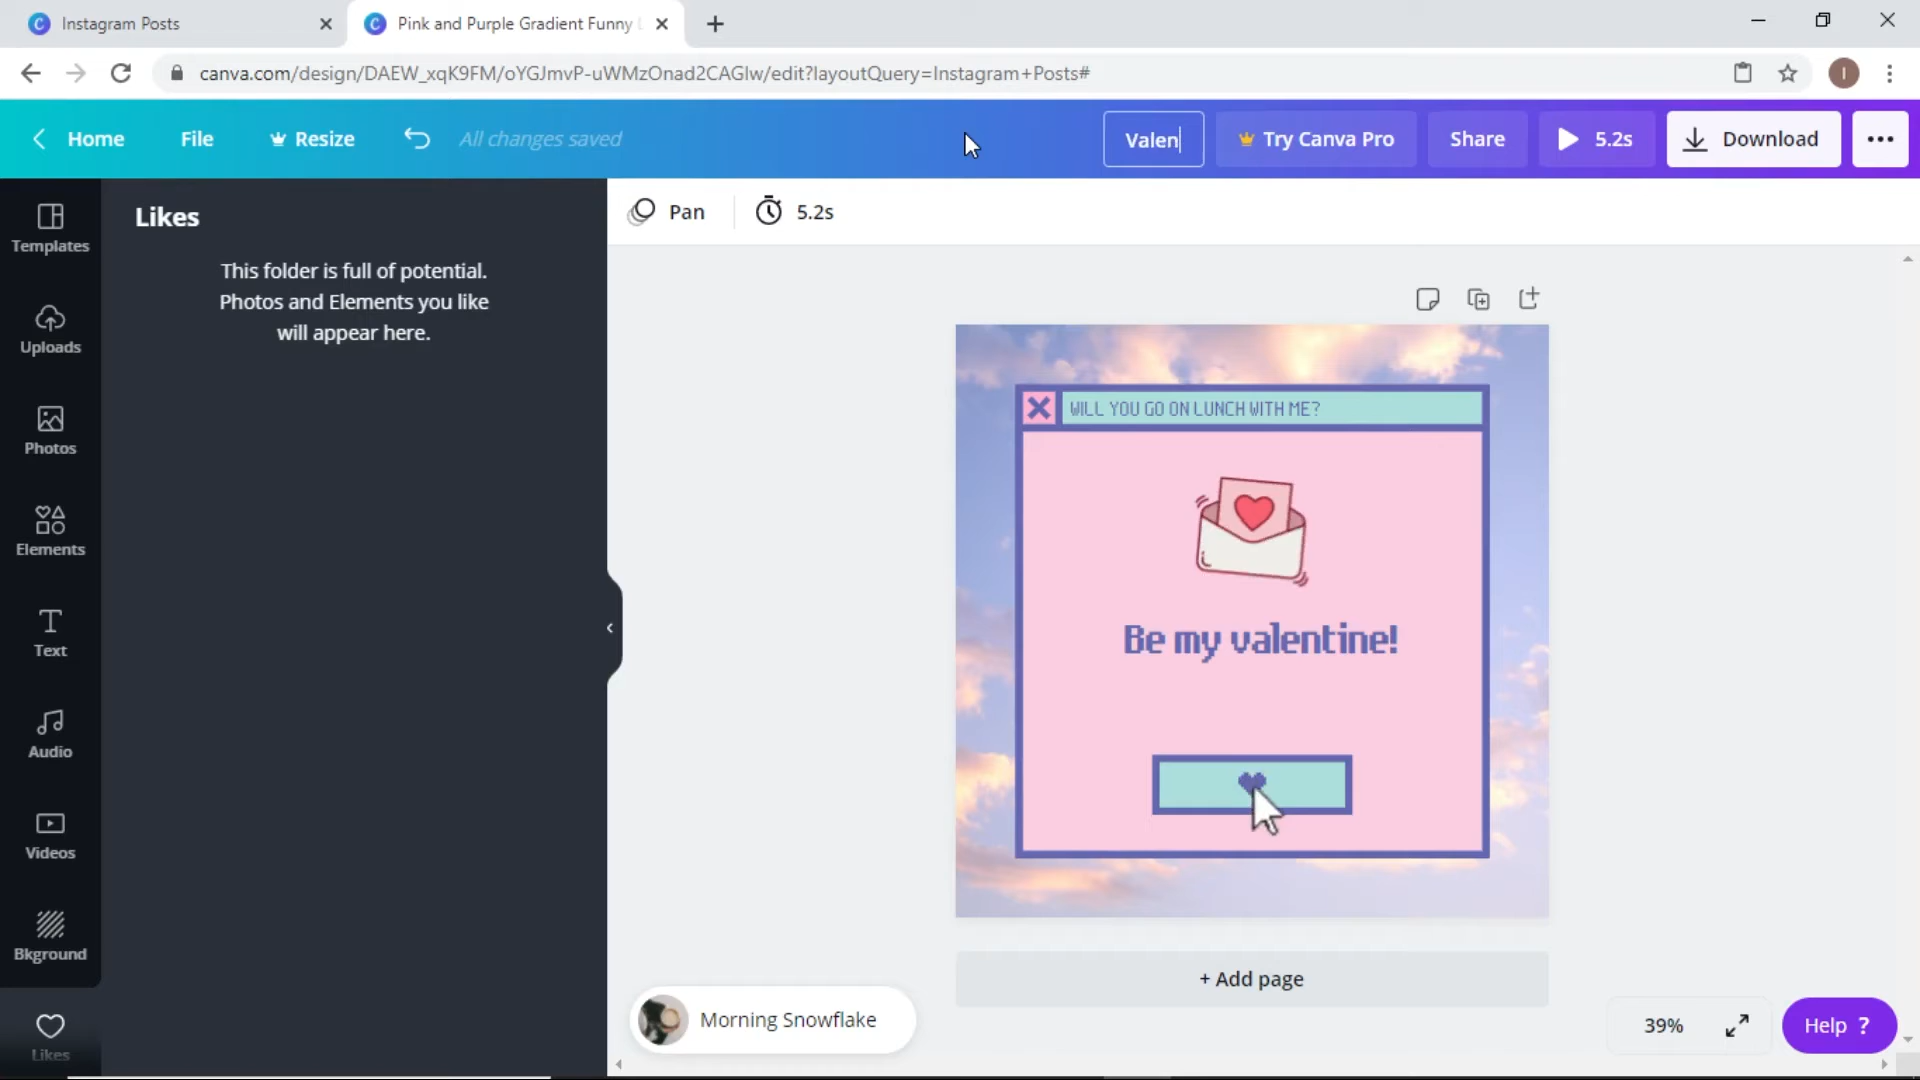 Instagram Posts
Pink and Purple Gradient Funny
canva.com/design/DAEW_xqK9FM/oYGJmvP-uWMzOnad2CAGlw/edit?layoutQuery=Instagram+Posts#
I
Home File Resize All changes saved Valen Try Canva Pro Share 5.2s Download
Templates
Uploads
Photos
Elements
Text
Audio
Videos
Bkground
Likes
Likes
This folder is full of potential.
Photos and Elements you like
will appear here.
Pan 5.2s
WILL YOU GO ON LUNCH WITH ME?
Be my valentine!
+ Add page
Morning Snowflake
39%
Help ?